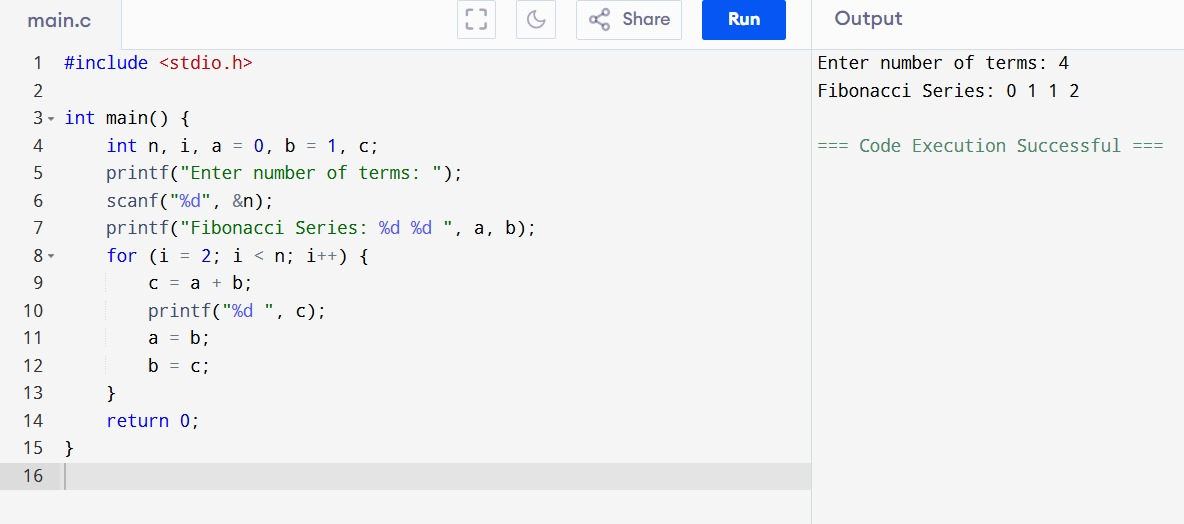 main.c
Share
Run
Output
1 #include <stdio.h>
2
3 int main() {
4     int n, i, a = 0, b = 1, c;
5     printf("Enter number of terms: ");
6     scanf("%d", &n);
7     printf("Fibonacci Series: %d %d ", a, b);
8     for (i = 2; i < n; i++) {
9         c = a + b;
10         printf("%d ", c);
11         a = b;
12         b = c;
13     }
14     return 0;
15 }
16
Enter number of terms: 4
Fibonacci Series: 0 1 1 2
=== Code Execution Successful ===